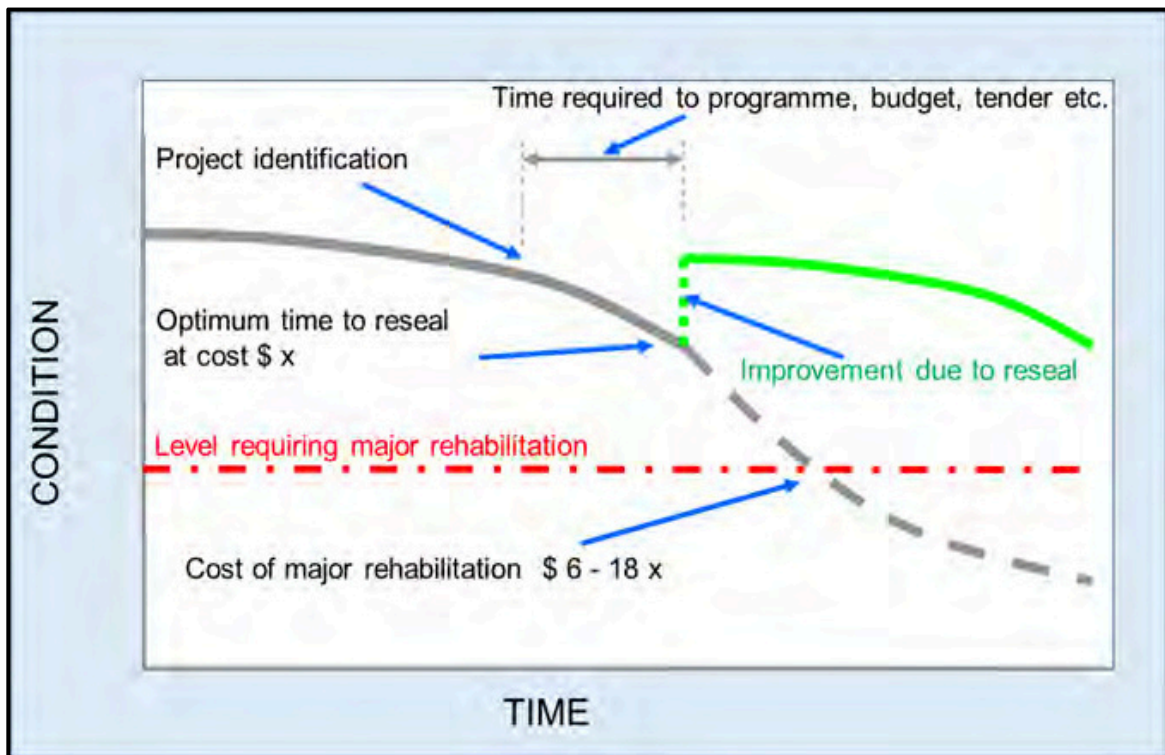 Time required to programme, budget, tender etc.
Project identification
Optimum time to reseal
at cost $ x
Improvement due to reseal
Level requiring major rehabilitation
Cost of major rehabilitation $ 6 - 18 x
CONDITION
TIME